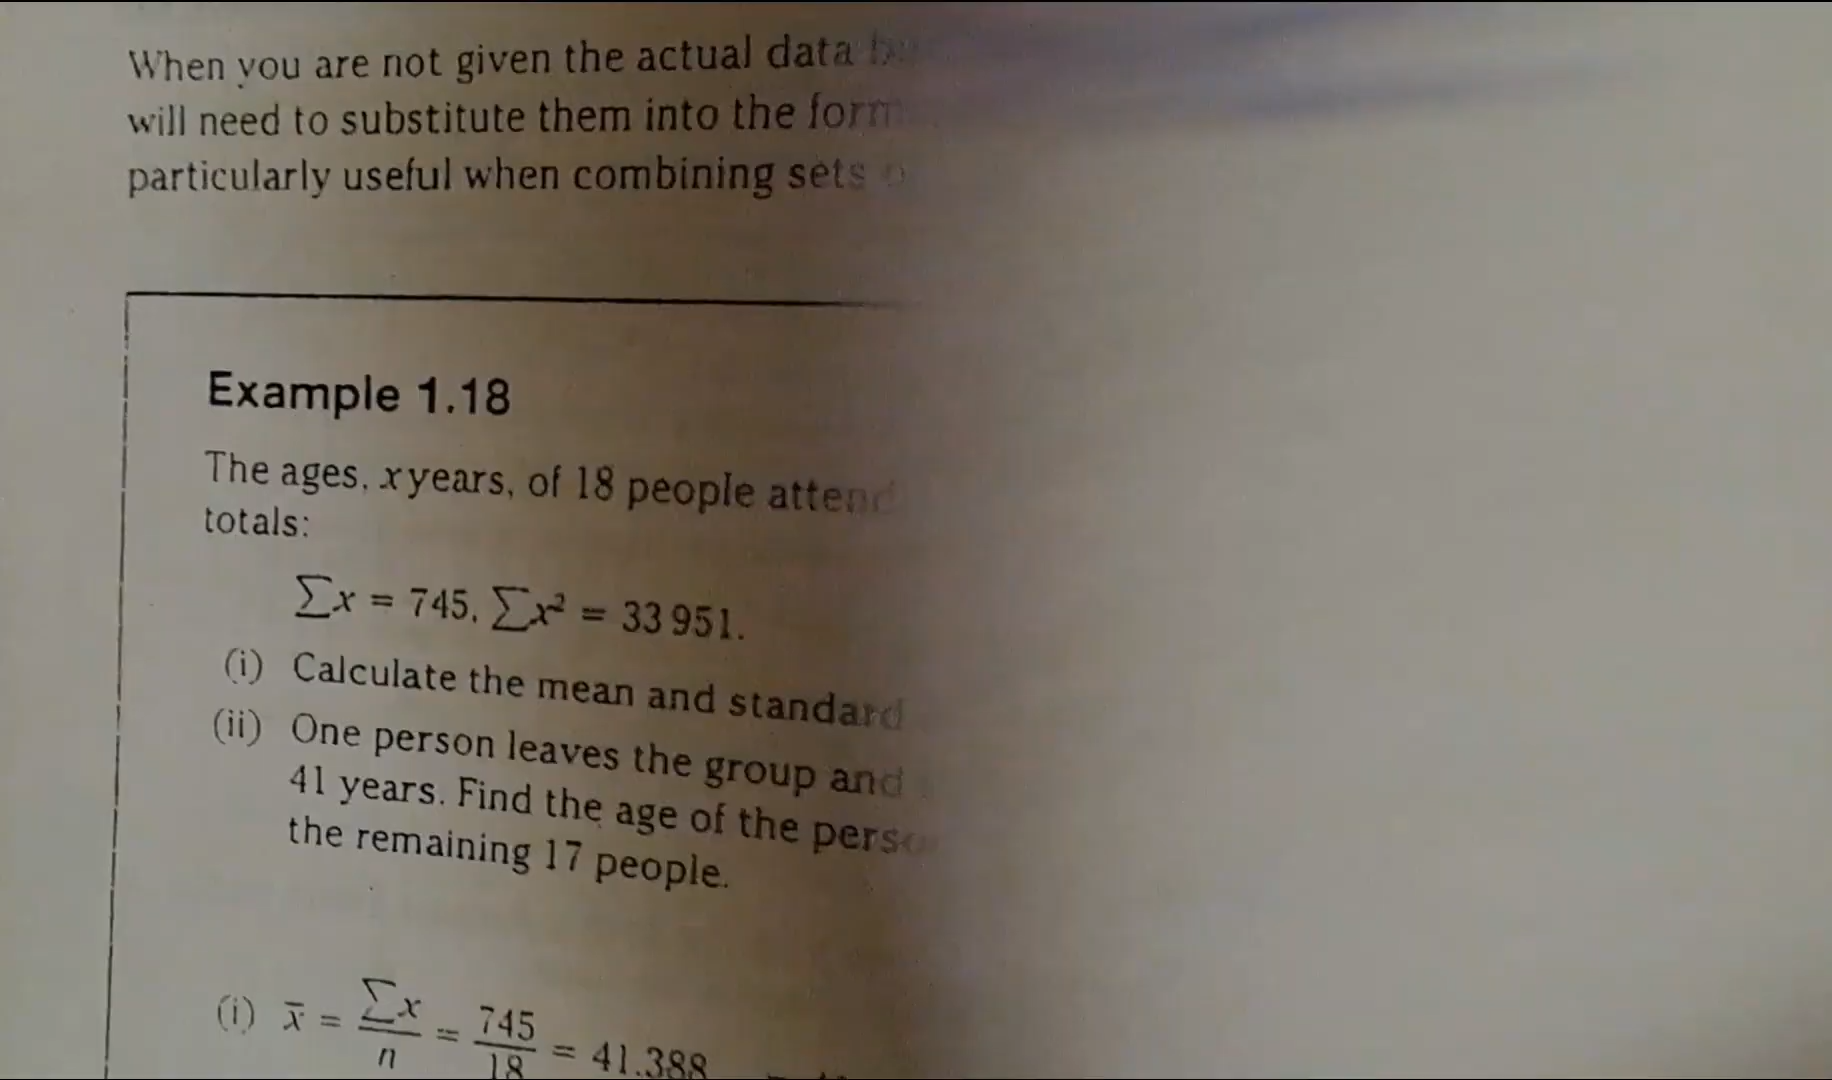 When you are not given the actual data
will need to substitute them into the
particularly useful when combining sets
Example 1.18
The ages, x years, of 18 people
totals:
∑x = 745, ∑x² = 33 951.
(i) Calculate the mean and standard
(ii) One person leaves the group and
41 years. Find the age of the
the remaining 17 people.
(i) x̄ = ∑x/n = 745/18 = 41.388